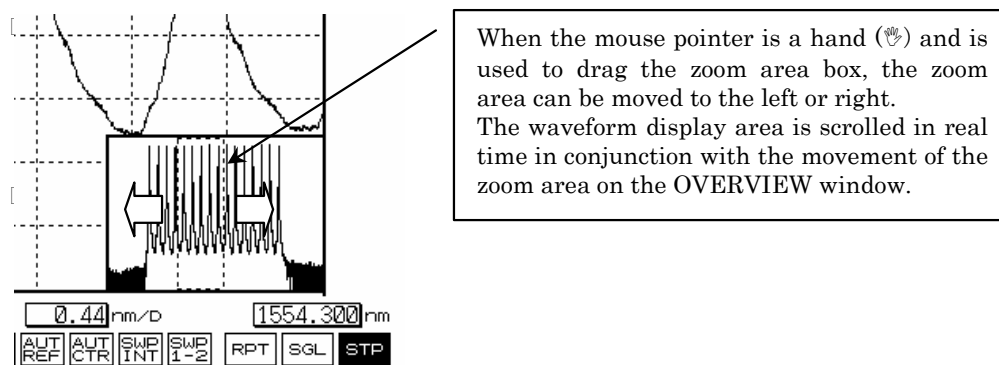 When the mouse pointer is a hand (🖑) and is
used to drag the zoom area box, the zoom
area can be moved to the left or right.
The waveform display area is scrolled in real
time in conjunction with the movement of the
zoom area on the OVERVIEW window.
0.44 nm/D 1554.300 nm
AUT REF AUT CTR SWP INT SWP 1-2 RPT SGL STP